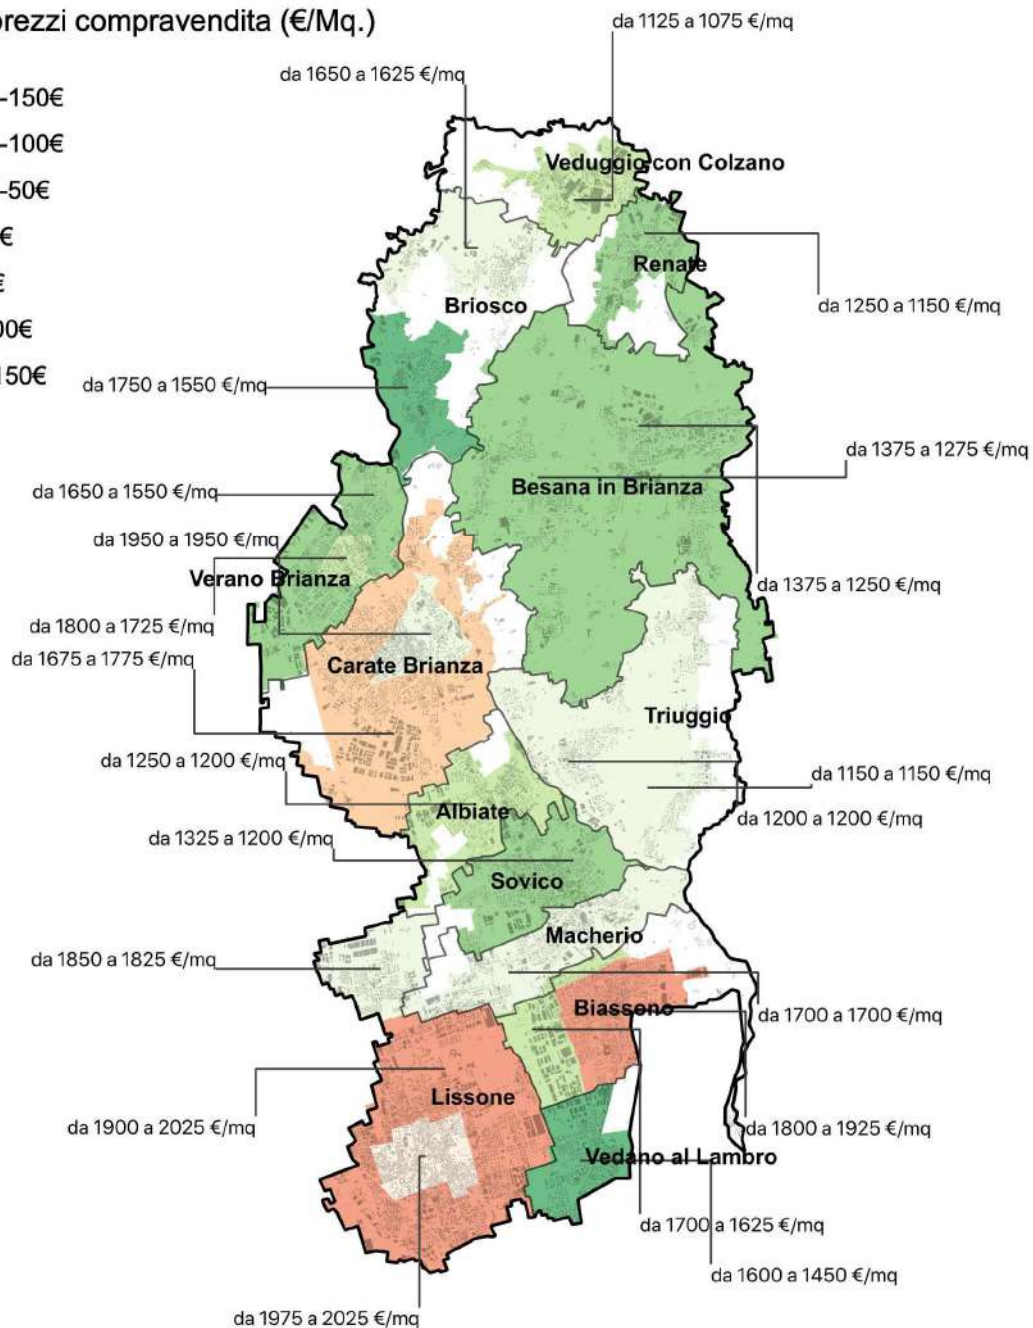 prezzi compravendita (€/Mq.)
-150€
-100€
-50€
€
€
00€
150€
da 1125 a 1075 €/mq
da 1650 a 1625 €/mq
Veduggio con Colzano
Renate
Briosco
da 1250 a 1150 €/mq
da 1750 a 1550 €/mq
da 1375 a 1275 €/mq
Besana in Brianza
da 1650 a 1550 €/mq
da 1950 a 1950 €/mq
Verano Brianza
da 1375 a 1250 €/mq
da 1800 a 1725 €/mq
da 1675 a 1775 €/mq
Carate Brianza
Triuggio
da 1250 a 1200 €/mq
da 1150 a 1150 €/mq
Albiate
da 1200 a 1200 €/mq
da 1325 a 1200 €/mq
Sovico
Macherio
da 1850 a 1825 €/mq
Biassono
da 1700 a 1700 €/mq
Lissone
da 1900 a 2025 €/mq
da 1800 a 1925 €/mq
Vedano al Lambro
da 1700 a 1625 €/mq
da 1600 a 1450 €/mq
da 1975 a 2025 €/mq